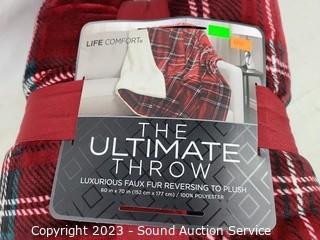 LIFE COMFORT®
THE
ULTIMATE
THROW
LUXURIOUS FAUX FUR REVERSING TO PLUSH
60 in x 70 in (152 cm x 177 cm) / 100% POLYESTER
Copyright 2023 - Sound Auction Service